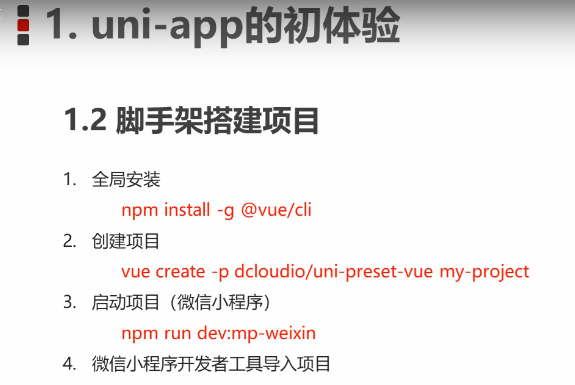 1. uni-app的初体验
1.2 脚手架搭建项目
1. 全局安装
npm install -g @vue/cli
2. 创建项目
vue create -p dcloudio/uni-preset-vue my-project
3. 启动项目（微信小程序）
npm run dev:mp-weixin
4. 微信小程序开发者工具导入项目